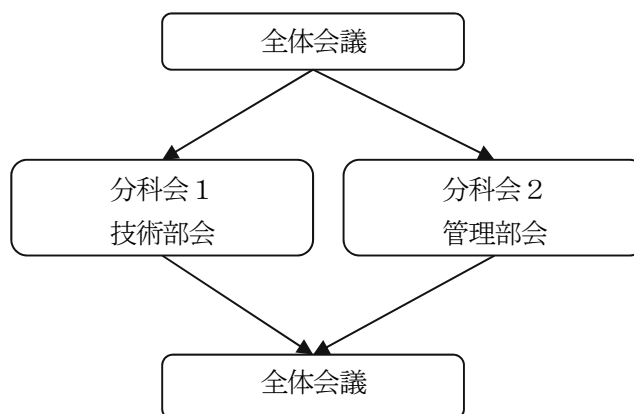 全体会議
分科会１
技術部会
分科会２
管理部会
全体会議